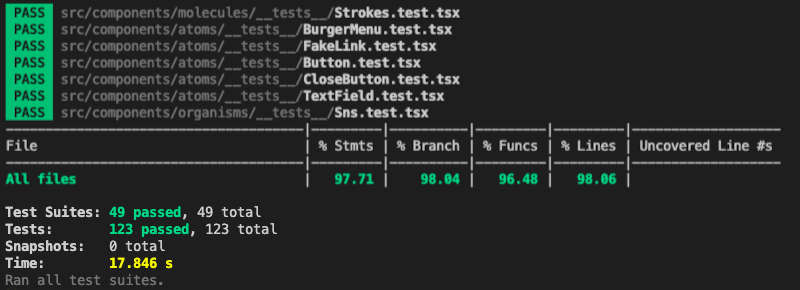 PASS src/components/molecules/__tests__/Strokes.test.tsx
PASS src/components/atoms/__tests__/BurgerMenu.test.tsx
PASS src/components/atoms/__tests__/FakeLink.test.tsx
PASS src/components/atoms/__tests__/Button.test.tsx
PASS src/components/atoms/__tests__/CloseButton.test.tsx
PASS src/components/atoms/__tests__/TextField.test.tsx
PASS src/components/organisms/__tests__/Sns.test.tsx
File | % Stmts | % Branch | % Funcs | % Lines | Uncovered Line #s
All files | 97.71 | 98.04 | 96.48 | 98.06 |
Test Suites: 49 passed, 49 total
Tests: 123 passed, 123 total
Snapshots: 0 total
Time: 17.846 s
Ran all test suites.